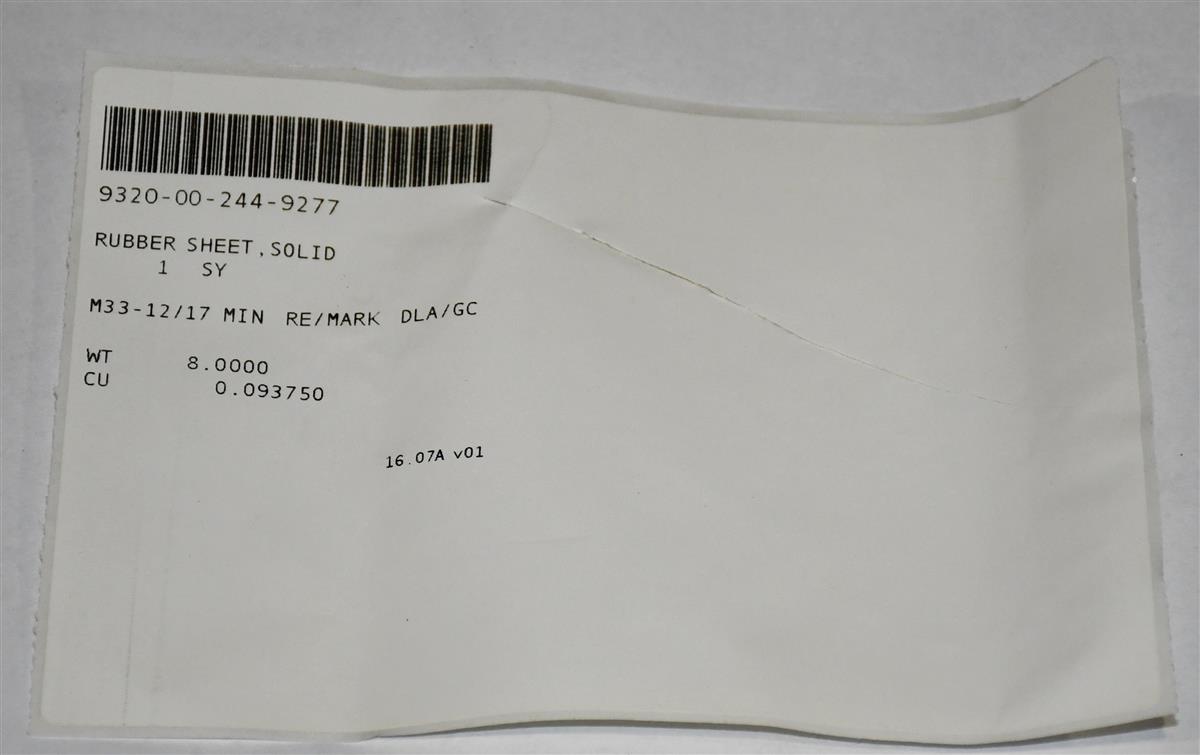 9320-00-244-9277
RUBBER SHEET,SOLID
1 SY
M33-12/17 MIN RE/MARK DLA/GC
WT 8.0000
CU 0.093750
16.07A v01